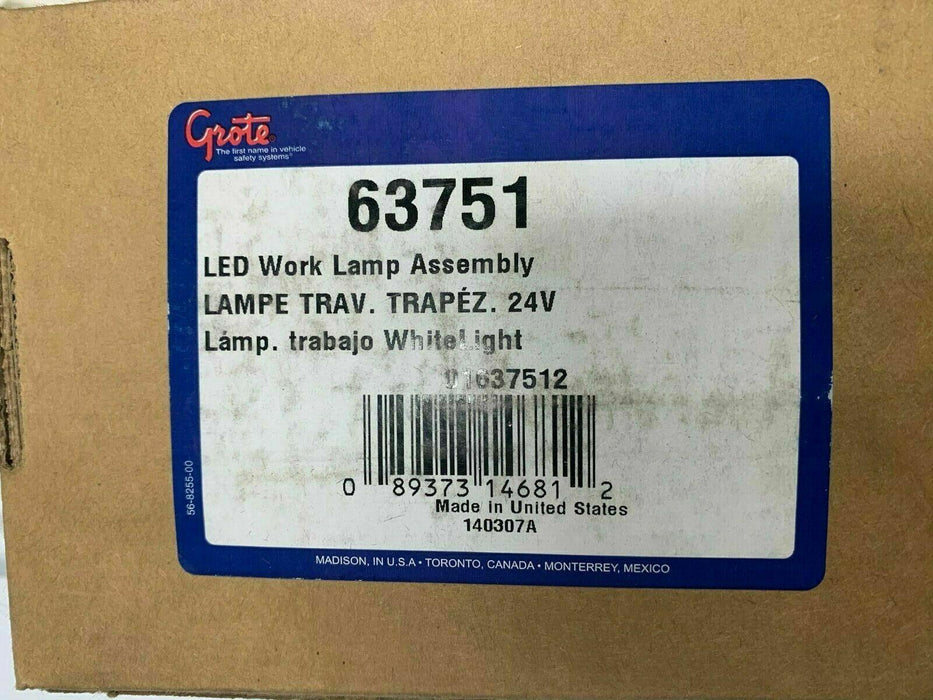 Grote®
The first name in vehicle
safety systems®
63751
LED Work Lamp Assembly
LAMPE TRAV. TRAPÉZ. 24V
Lámp. trabajo WhiteLight
01637512
0 89373 14681 2
Made in United States
140307A
56-8255-00
MADISON, IN U.S.A • TORONTO, CANADA • MONTERREY, MEXICO